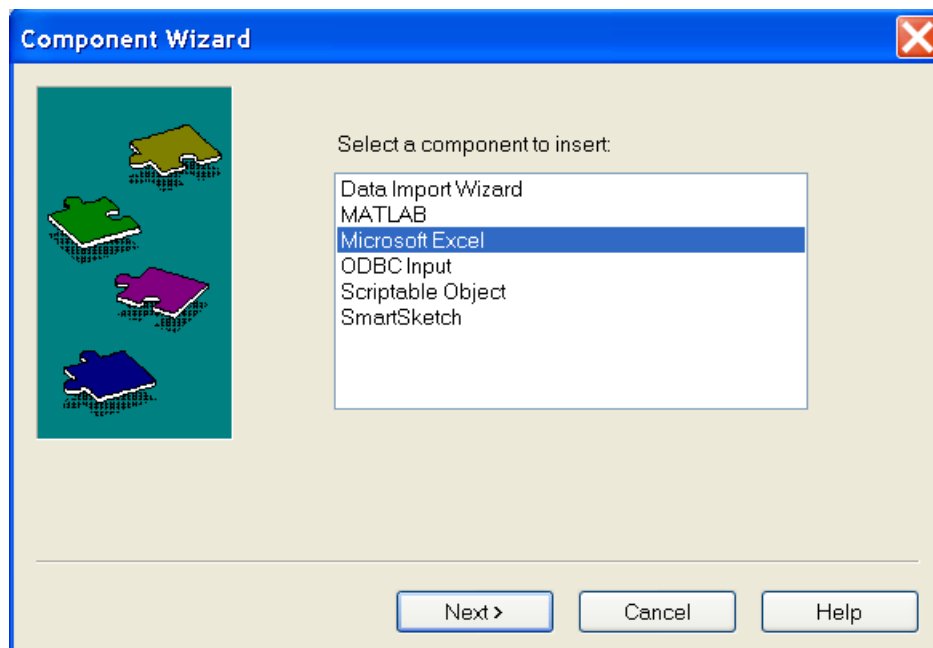 Component Wizard
Select a component to insert:
Data Import Wizard
MATLAB
Microsoft Excel
ODBC Input
Scriptable Object
SmartSketch
Next >
Cancel
Help